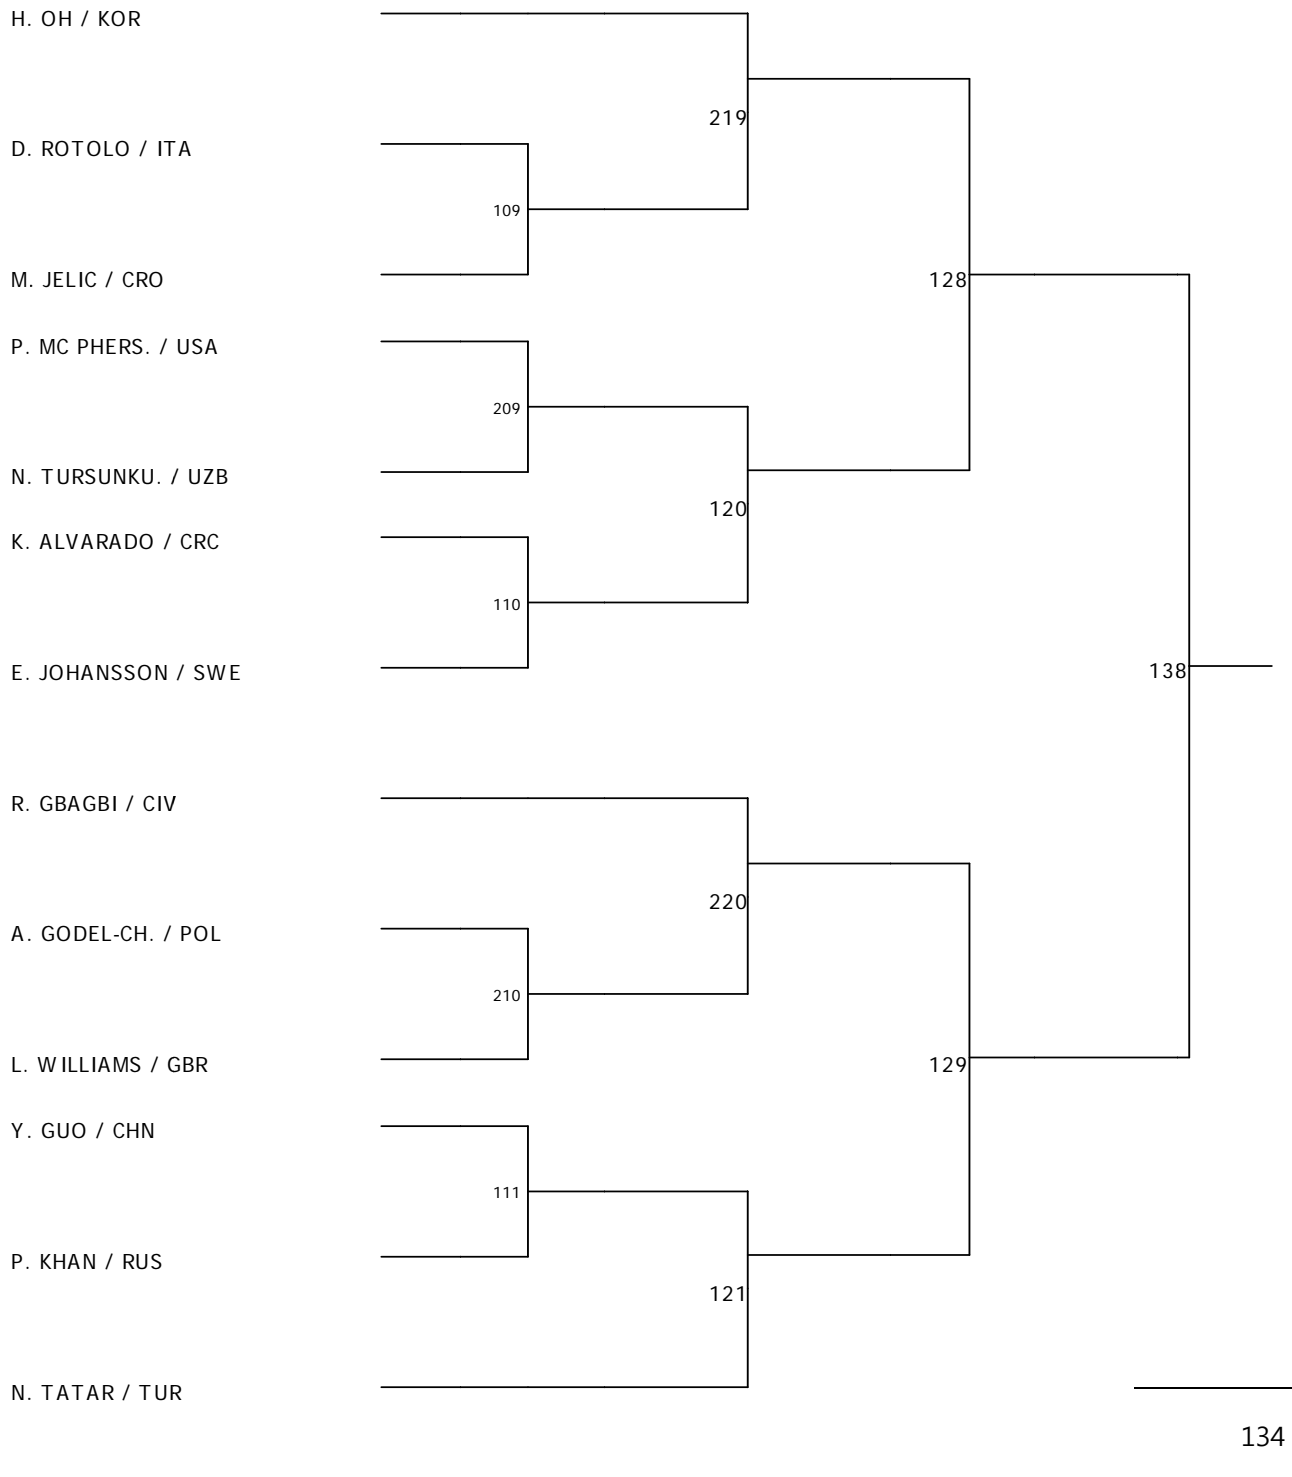 H. OH / KOR
219
D. ROTOLO / ITA
109
M. JELIC / CRO
128
P. MC PHERS. / USA
209
N. TURSUNKU. / UZB
120
K. ALVARADO / CRC
110
E. JOHANSSON / SWE
138
R. GBAGBI / CIV
220
A. GODEL-CH. / POL
210
L. WILLIAMS / GBR
129
Y. GUO / CHN
111
P. KHAN / RUS
121
N. TATAR / TUR
134